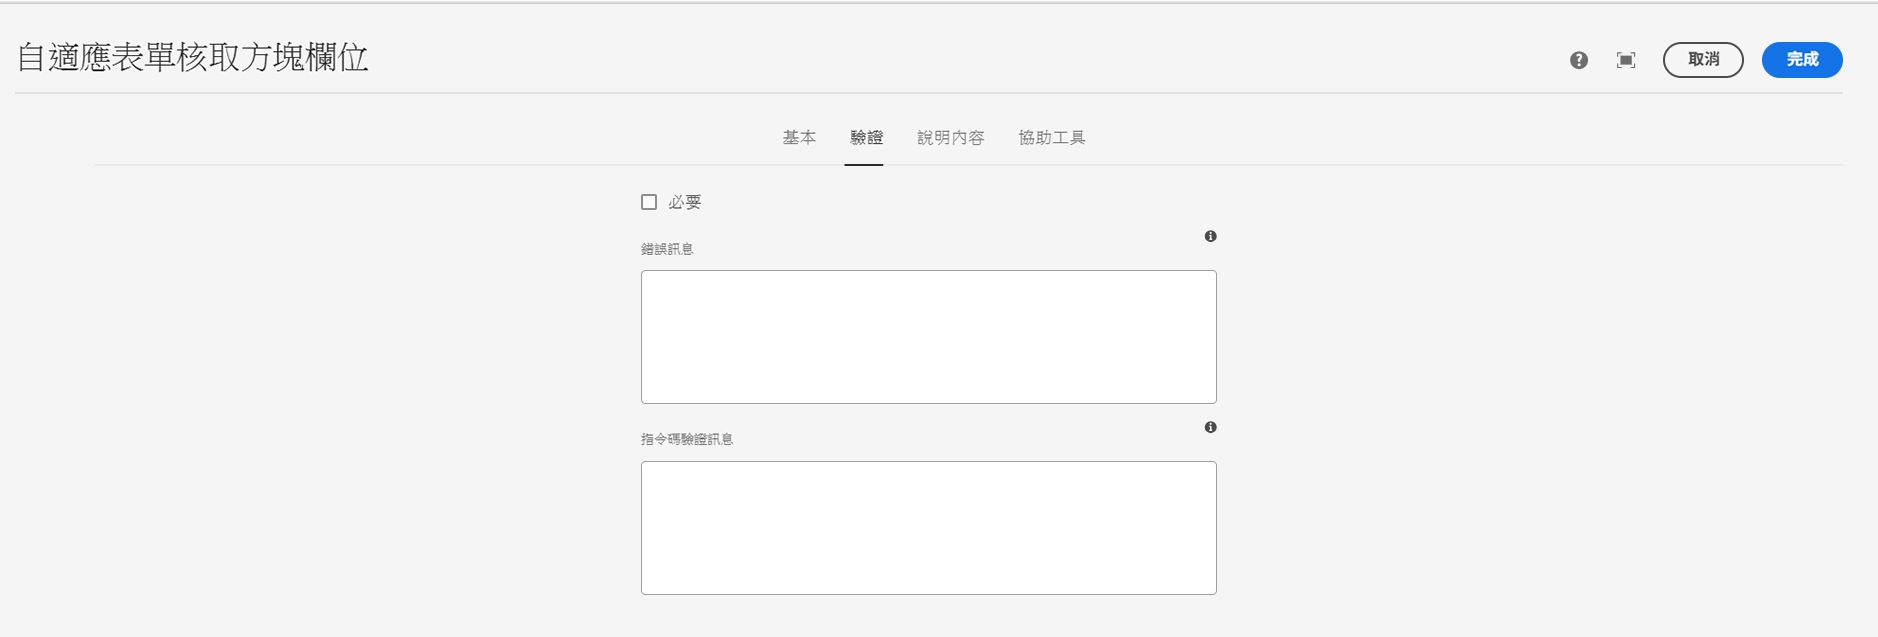 自適應表單核取方塊欄位
取消
完成
基本 驗證 說明內容 協助工具
必要
錯誤訊息
指令碼驗證訊息